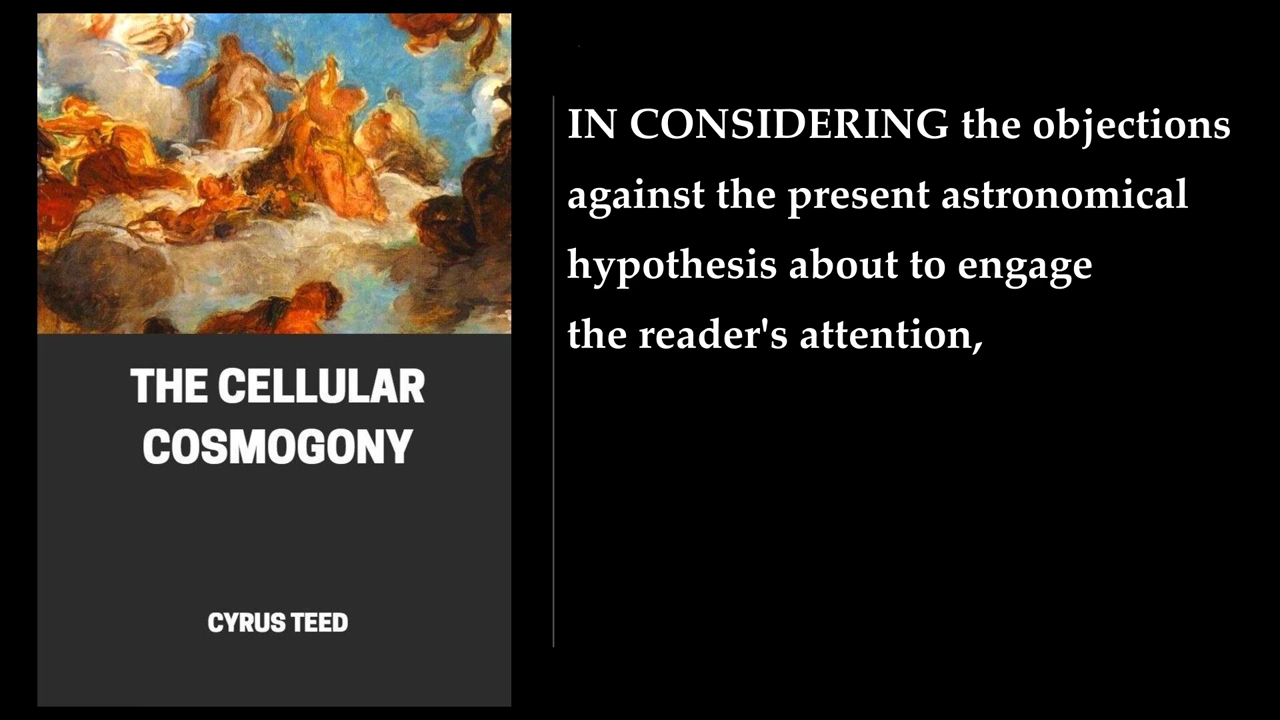 THE CELLULAR
COSMOGONY
CYRUS TEED
IN CONSIDERING the objections
against the present astronomical
hypothesis about to engage
the reader's attention,